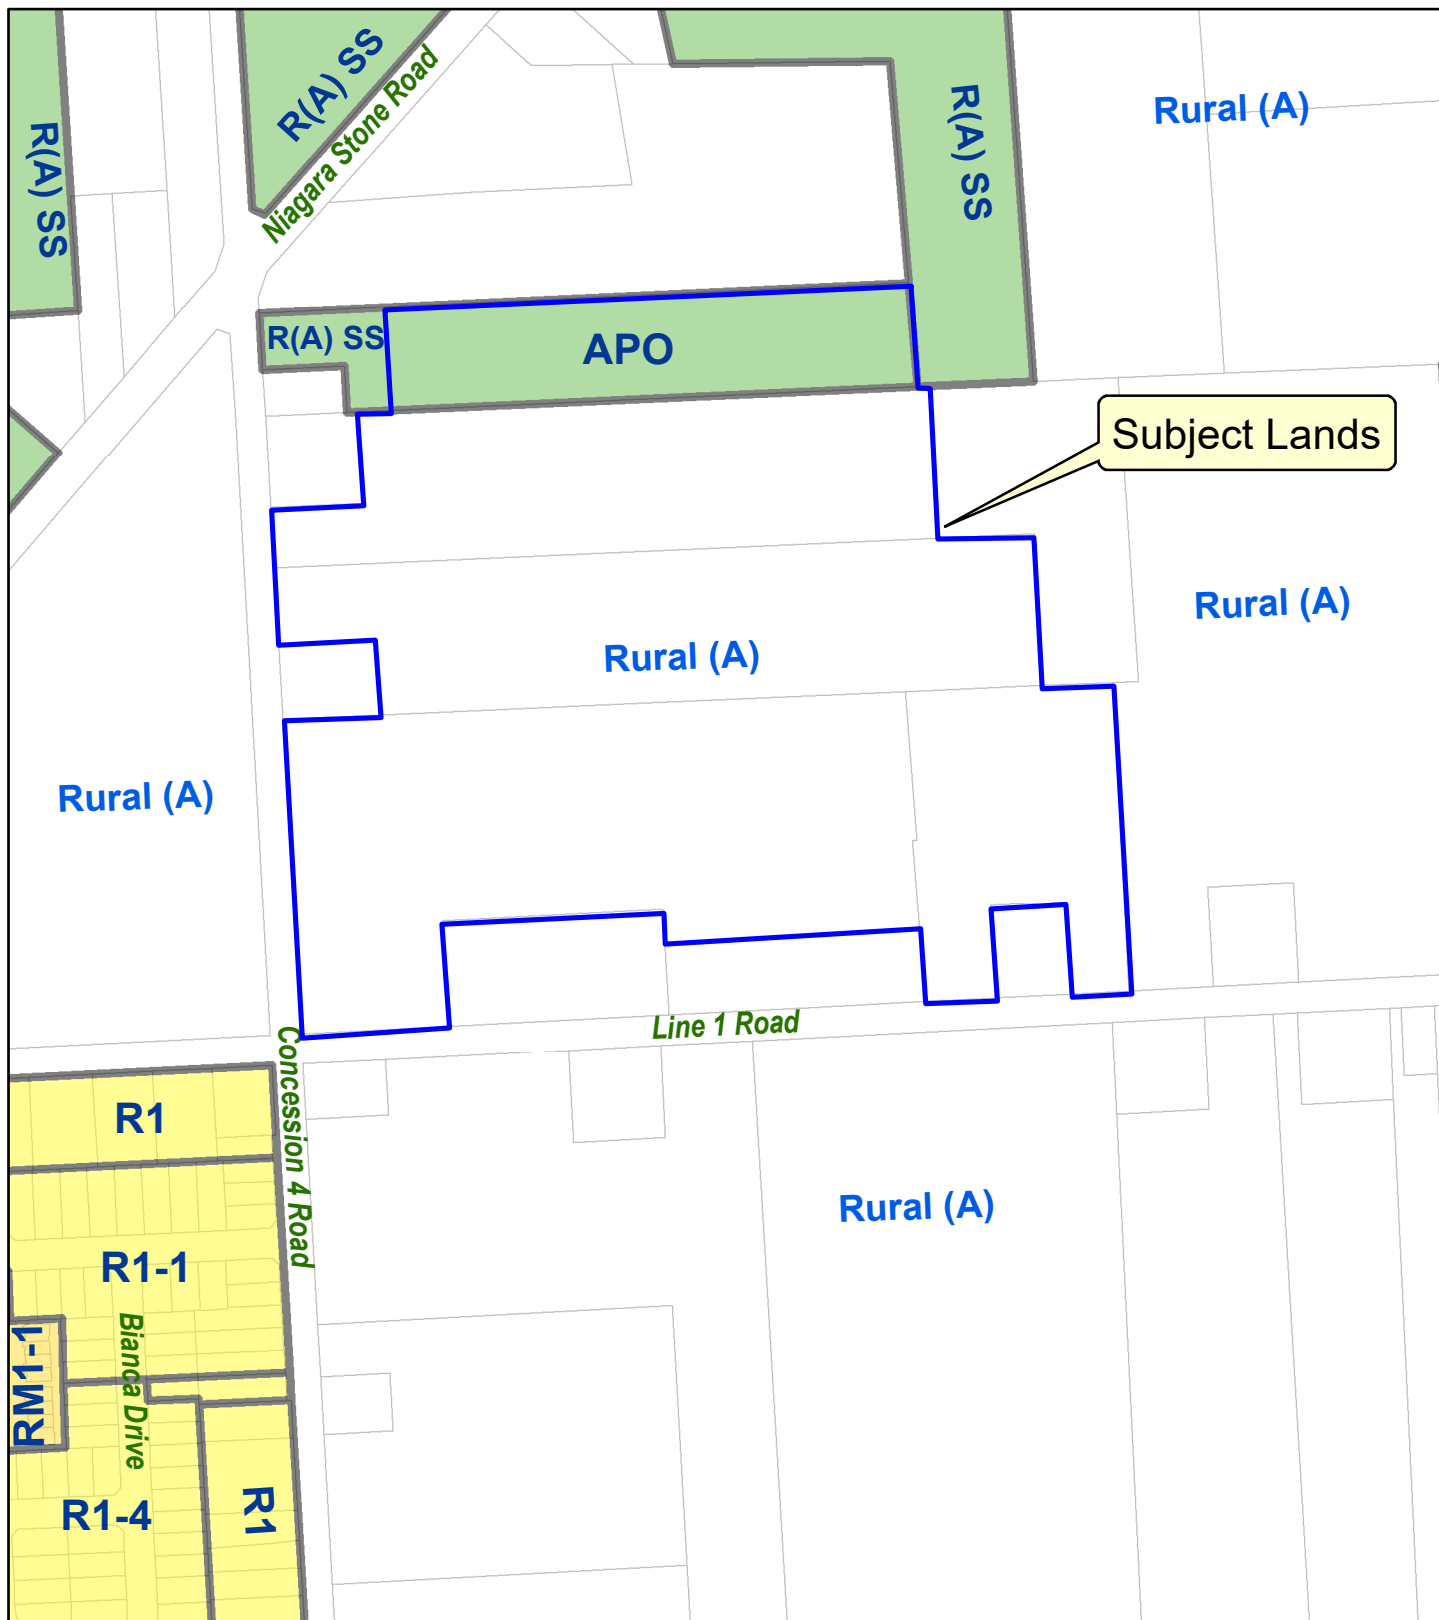 R(A) SS
Niagara Stone Road
R(A) SS
R(A) SS
Rural (A)
R(A) SS
APO
Subject Lands
Rural (A)
Rural (A)
Rural (A)
Line 1 Road
Concession 4 Road
R1
Rural (A)
R1-1
Bianca Drive
RM1-1
R1-4
R1